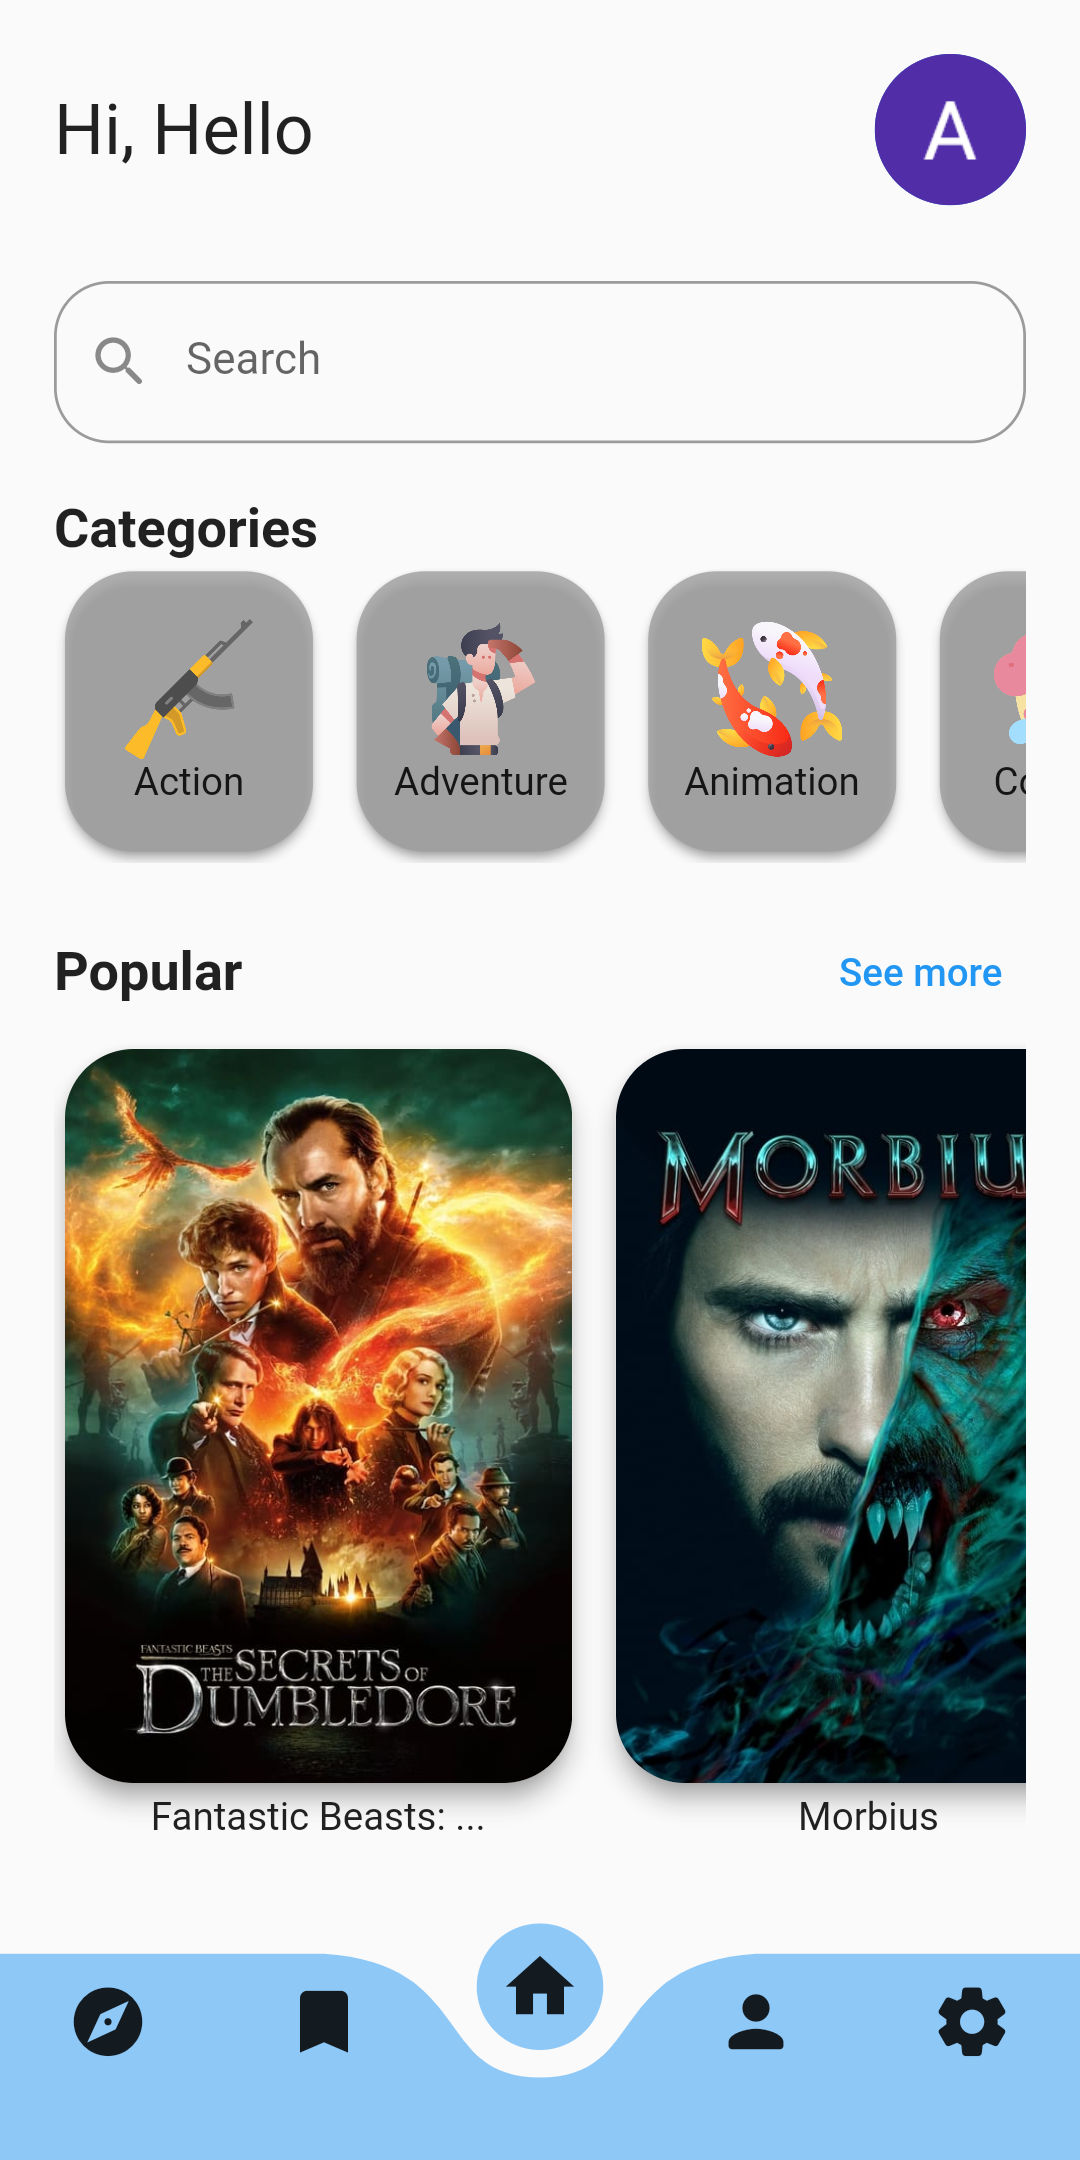 Hi, Hello
A
Search
Categories
Action
Adventure
Animation
Co
Popular
See more
MORBIU
FANTASTIC BEASTS
THE SECRETS OF
DUMBLEDORE
Fantastic Beasts: ...
Morbius